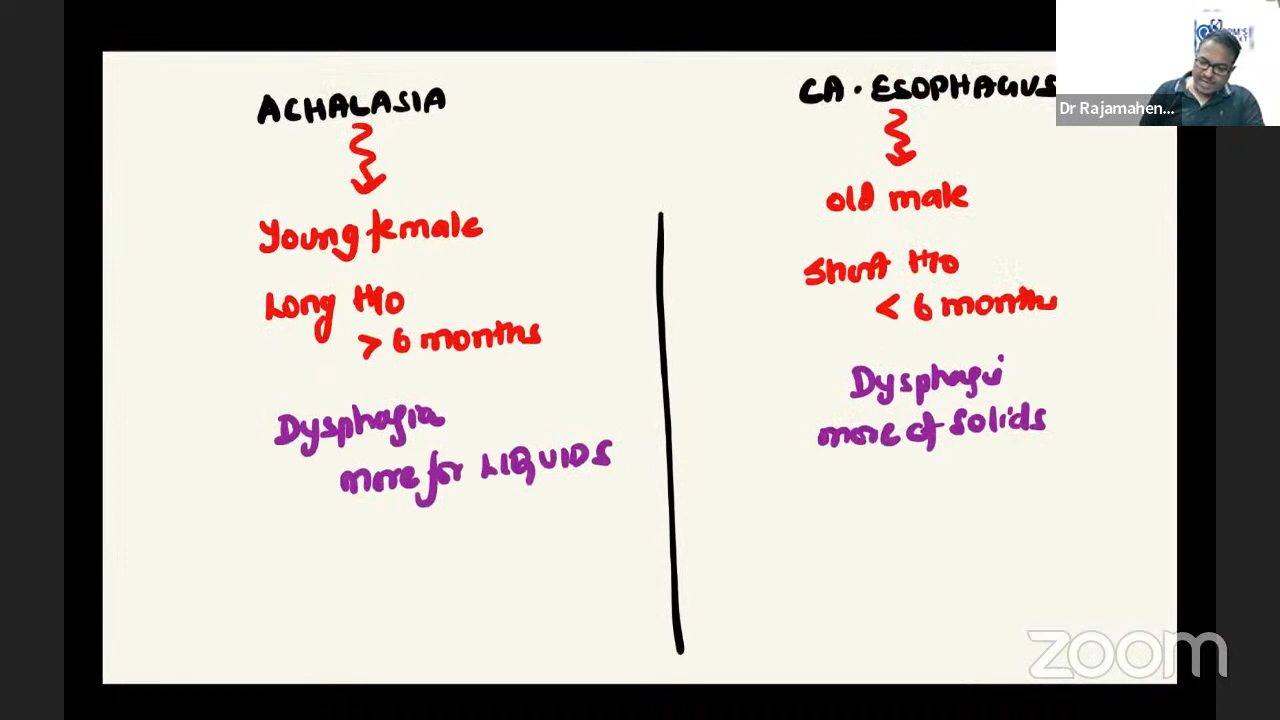 ACHALASIA
Young female
Long H/O
> 6 months
Dysphagia
more for LIQUIDS
CA. ESOPHAGUS
old male
Short H/O
< 6 months
Dysphagi
more of solids
Dr Rajamahen...
zoom